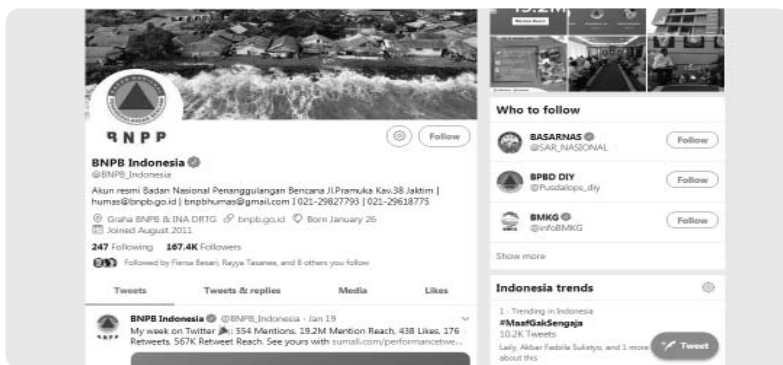 BNPB
BNPB Indonesia
@BNPB_Indonesia
Akun resmi Badan Nasional Penanggulangan Bencana Jl.Pramuka Kav.38 Jaktim |
humas@bnpb.go.id | bnpbhumas@gmail.com | 021-29827793 | 021-29618775
Graha BNPB & INA DRTG bnpb.go.id Born January 26
Joined August 2011
247 Following 167.4K Followers
Followed by Fiersa Besari, Rayya Tasanee, and 8 others you follow
Follow
Tweets Tweets & replies Media Likes
BNPB Indonesia @BNPB_Indonesia · Jan 19
My week on Twitter : 554 Mentions, 19.2M Mention Reach, 438 Likes, 176
Retweets, 567K Retweet Reach. See yours with sumall.com/performancetwe...
Mention Reach
Who to follow
BASARNAS
@SAR_NASIONAL
Follow
BPBD DIY
@Pusdalops_diy
Follow
BMKG
@infoBMKG
Follow
Show more
Indonesia trends
1 · Trending in Indonesia
#MaafGakSengaja
10.2K Tweets
Laily, Akbar Fadzila Sulistyo, and 1 more
about this
Tweet